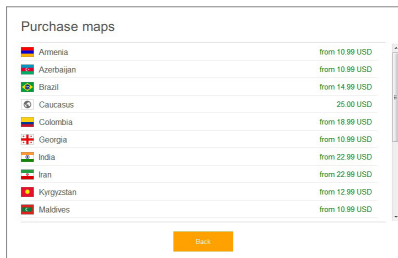 Purchase maps
Armenia from 10.99 USD
Azerbaijan from 10.99 USD
Brazil from 14.99 USD
Caucasus 25.00 USD
Colombia from 18.99 USD
Georgia from 10.99 USD
India from 22.99 USD
Iran from 22.99 USD
Kyrgyzstan from 12.99 USD
Maldives from 10.99 USD
Back